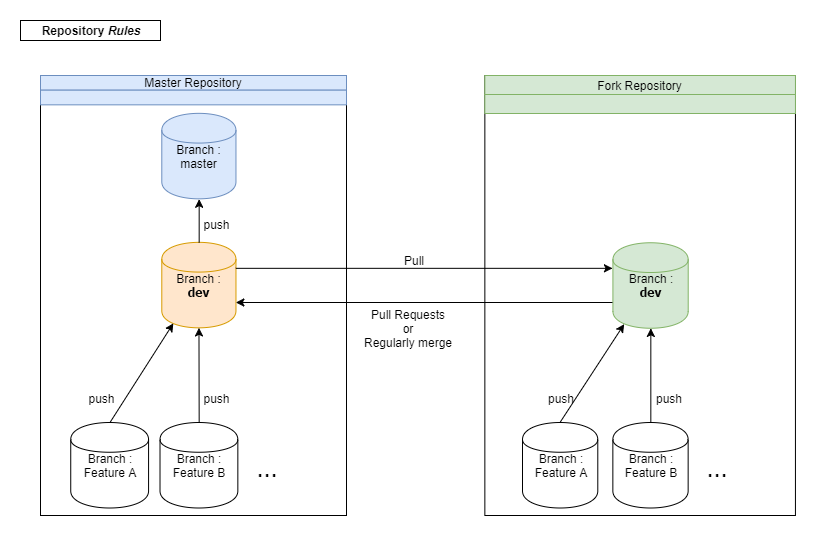 Repository Rules
Master Repository
Branch :
master
push
Branch :
dev
push
push
Branch :
Feature A
Branch :
Feature B
...
Pull
Pull Requests
or
Regularly merge
Fork Repository
Branch :
dev
push
push
Branch :
Feature A
Branch :
Feature B
...